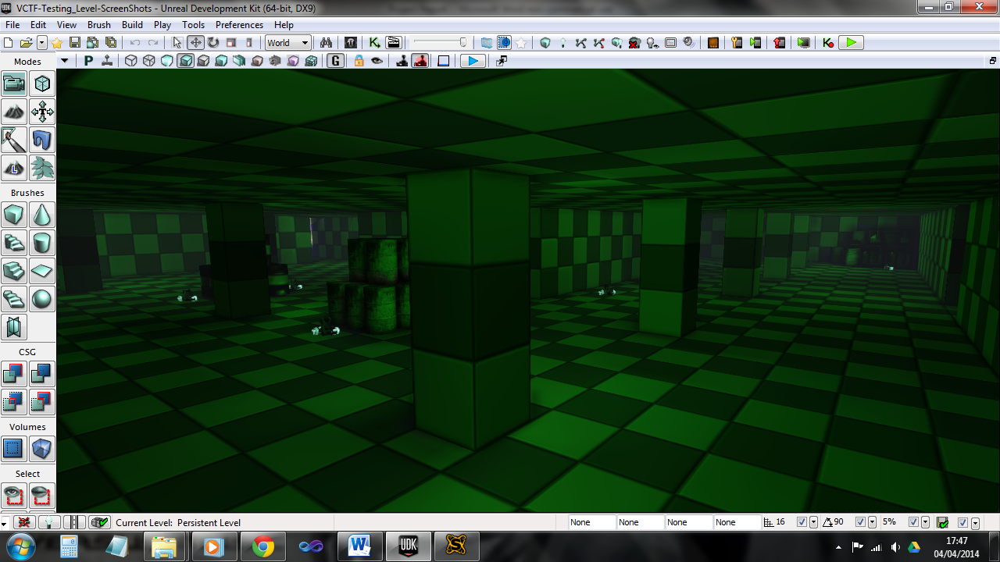 VCTF-Testing_Level-ScreenShots - Unreal Development Kit (64-bit, DX9)
File Edit View Brush Build Play Tools Preferences Help
World
Modes
P
G
L
Brushes
CSG
Volumes
Select
Current Level: Persistent Level
None None None None 16 90 5%
W UDK
17:47
04/04/2014